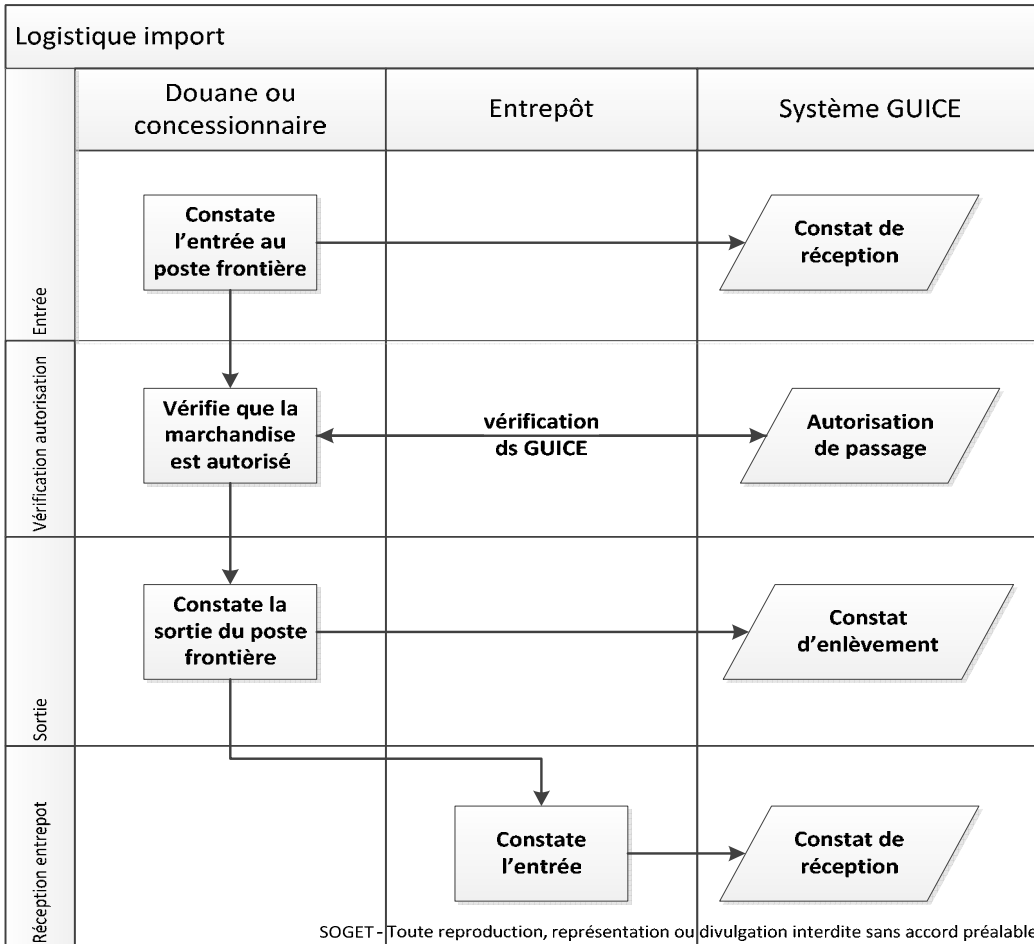 Logistique import
Douane ou
concessionnaire
Entrepôt
Système GUICE
Entrée
Constate
l'entrée au
poste frontière
Constat de
réception
Vérification autorisation
Vérifie que la
marchandise
est autorisé
vérification
ds GUICE
Autorisation
de passage
Sortie
Constate la
sortie du poste
frontière
Constat
d'enlèvement
Réception entrepot
Constate
l'entrée
Constat de
réception
SOGET - Toute reproduction, représentation ou divulgation interdite sans accord préalable